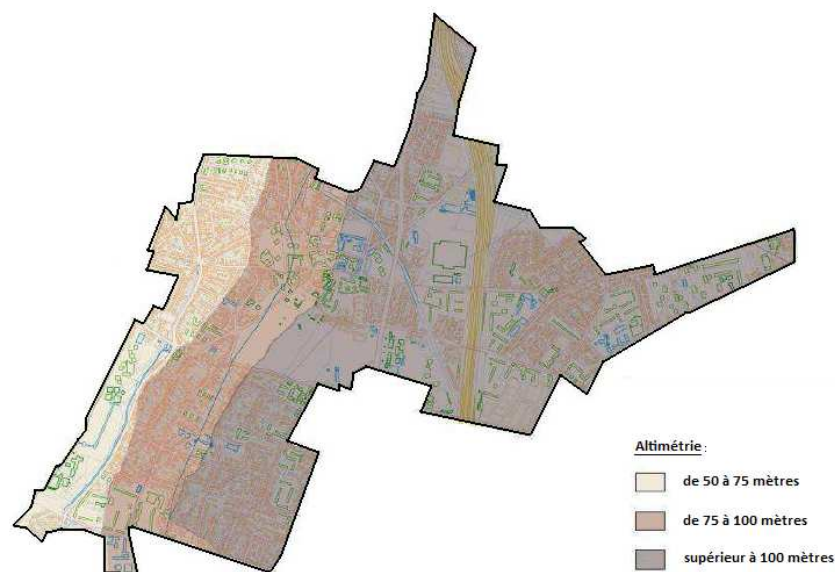 Altimétrie :
de 50 à 75 mètres
de 75 à 100 mètres
supérieur à 100 mètres